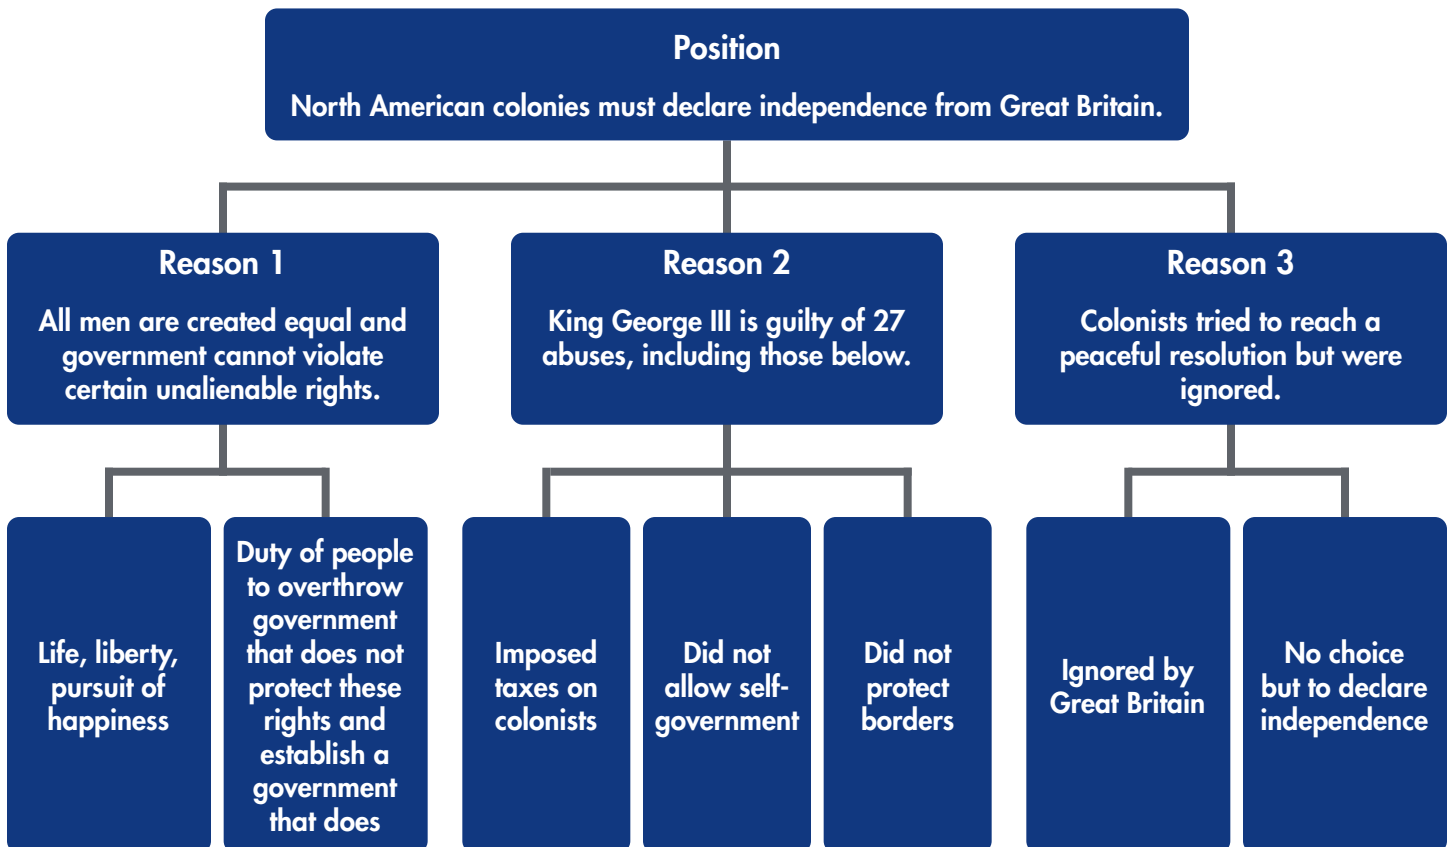 Position
North American colonies must declare independence from Great Britain.
Reason 1
All men are created equal and
government cannot violate
certain unalienable rights.
Reason 2
King George III is guilty of 27
abuses, including those below.
Reason 3
Colonists tried to reach a
peaceful resolution but were
ignored.
Life, liberty,
pursuit of
happiness
Duty of people
to overthrow
government
that does not
protect these
rights and
establish a
government
that does
Imposed
taxes on
colonists
Did not
allow self-
government
Did not
protect
borders
Ignored by
Great Britain
No choice
but to declare
independence